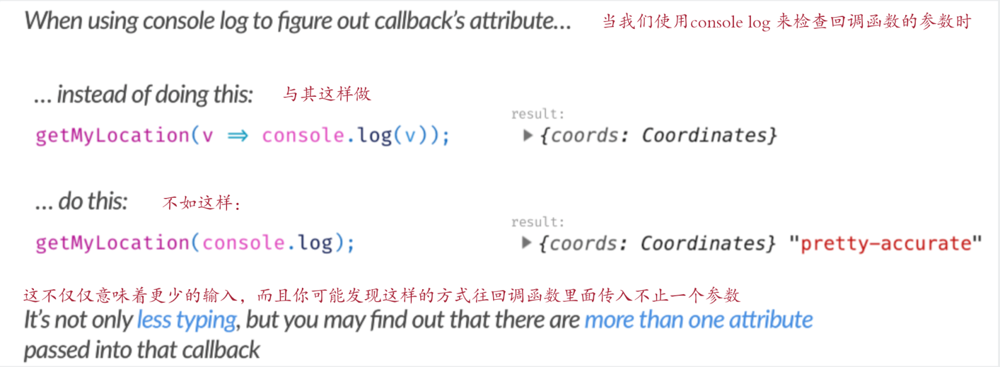 When using console log to figure out callback's attribute... 当我们使用console log 来检查回调函数的参数时
... instead of doing this: 与其这样做
result:
getMyLocation(v ⇒ console.log(v)); ▶ {coords: Coordinates}
... do this: 不如这样：
result:
getMyLocation(console.log); ▶ {coords: Coordinates} "pretty-accurate"
这不仅仅意味着更少的输入，而且你可能发现这样的方式往回调函数里面传入不止一个参数
It's not only less typing, but you may find out that there are more than one attribute
passed into that callback